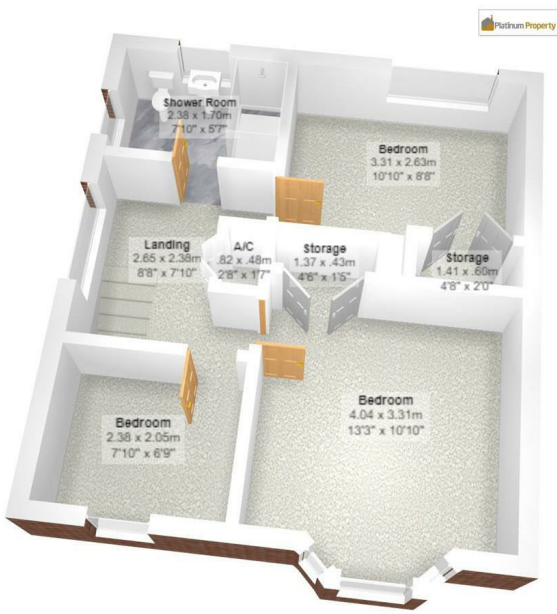 Platinum Property
Shower Room
2.38 x 1.70m
7'10" x 5'7"
Bedroom
3.31 x 2.63m
10'10" x 8'8"
Landing
2.65 x 2.38m
8'8" x 7'10"
A/C
.82 x .48m
2'8" x 1'7"
Storage
1.37 x .43m
4'6" x 1'5"
Storage
1.41 x .60m
4'8" x 2'0"
Bedroom
2.38 x 2.05m
7'10" x 6'9"
Bedroom
4.04 x 3.31m
13'3" x 10'10"